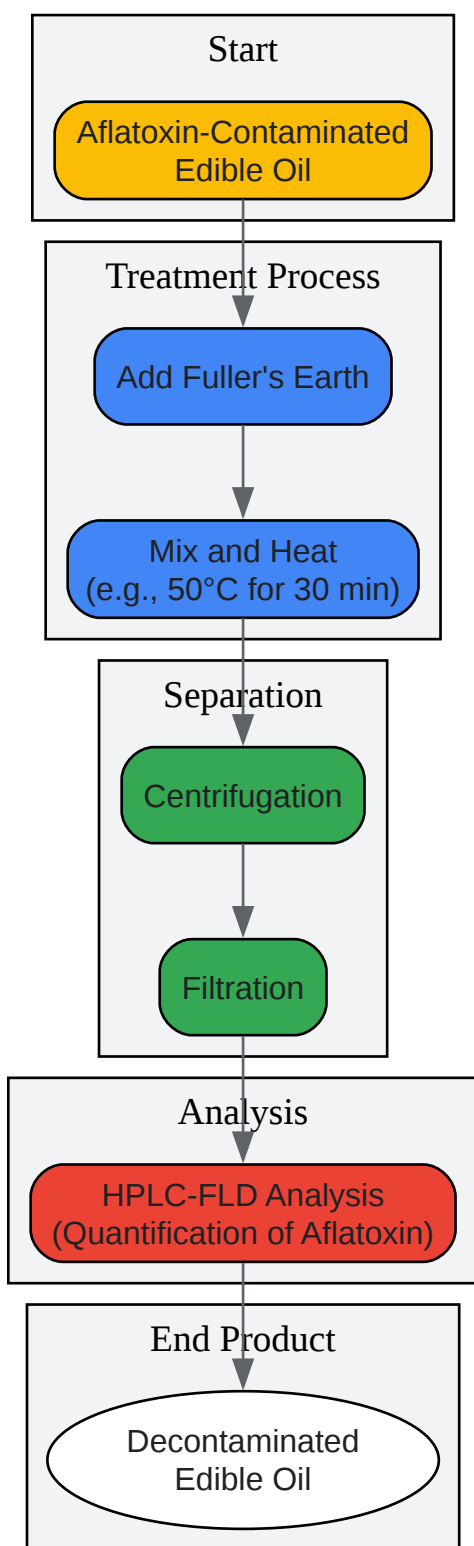 Start
Aflatoxin-Contaminated
Edible Oil
Treatment Process
Add Fuller's Earth
Mix and Heat
(e.g., 50°C for 30 min)
Separation
Centrifugation
Filtration
Analysis
HPLC-FLD Analysis
(Quantification of Aflatoxin)
End Product
Decontaminated
Edible Oil